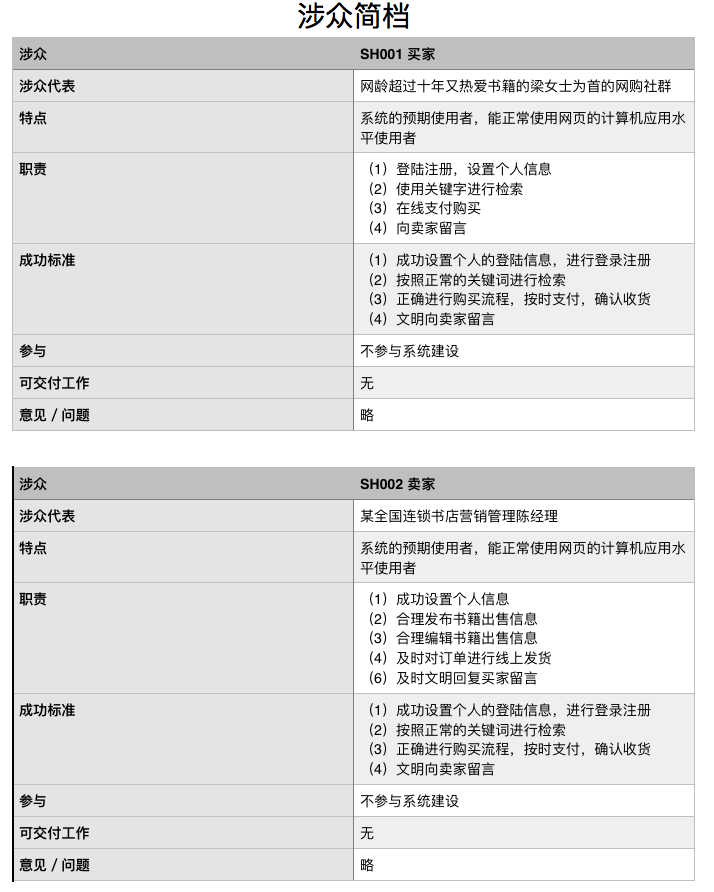 涉众简档
涉众 SH001 买家
涉众代表 网龄超过十年又热爱书籍的梁女士为首的网购社群
特点 系统的预期使用者，能正常使用网页的计算机应用水
平使用者
职责 （1）登陆注册，设置个人信息
（2）使用关键字进行检索
（3）在线支付购买
（4）向卖家留言
成功标准 （1）成功设置个人的登陆信息，进行登录注册
（2）按照正常的关键词进行检索
（3）正确进行购买流程，按时支付，确认收货
（4）文明向卖家留言
参与 不参与系统建设
可交付工作 无
意见 / 问题 略
涉众 SH002 卖家
涉众代表 某全国连锁书店营销管理陈经理
特点 系统的预期使用者，能正常使用网页的计算机应用水
平使用者
职责 （1）成功设置个人信息
（2）合理发布书籍出售信息
（3）合理编辑书籍出售信息
（4）及时对订单进行线上发货
（6）及时文明回复买家留言
成功标准 （1）成功设置个人的登陆信息，进行登录注册
（2）按照正常的关键词进行检索
（3）正确进行购买流程，按时支付，确认收货
（4）文明向卖家留言
参与 不参与系统建设
可交付工作 无
意见 / 问题 略